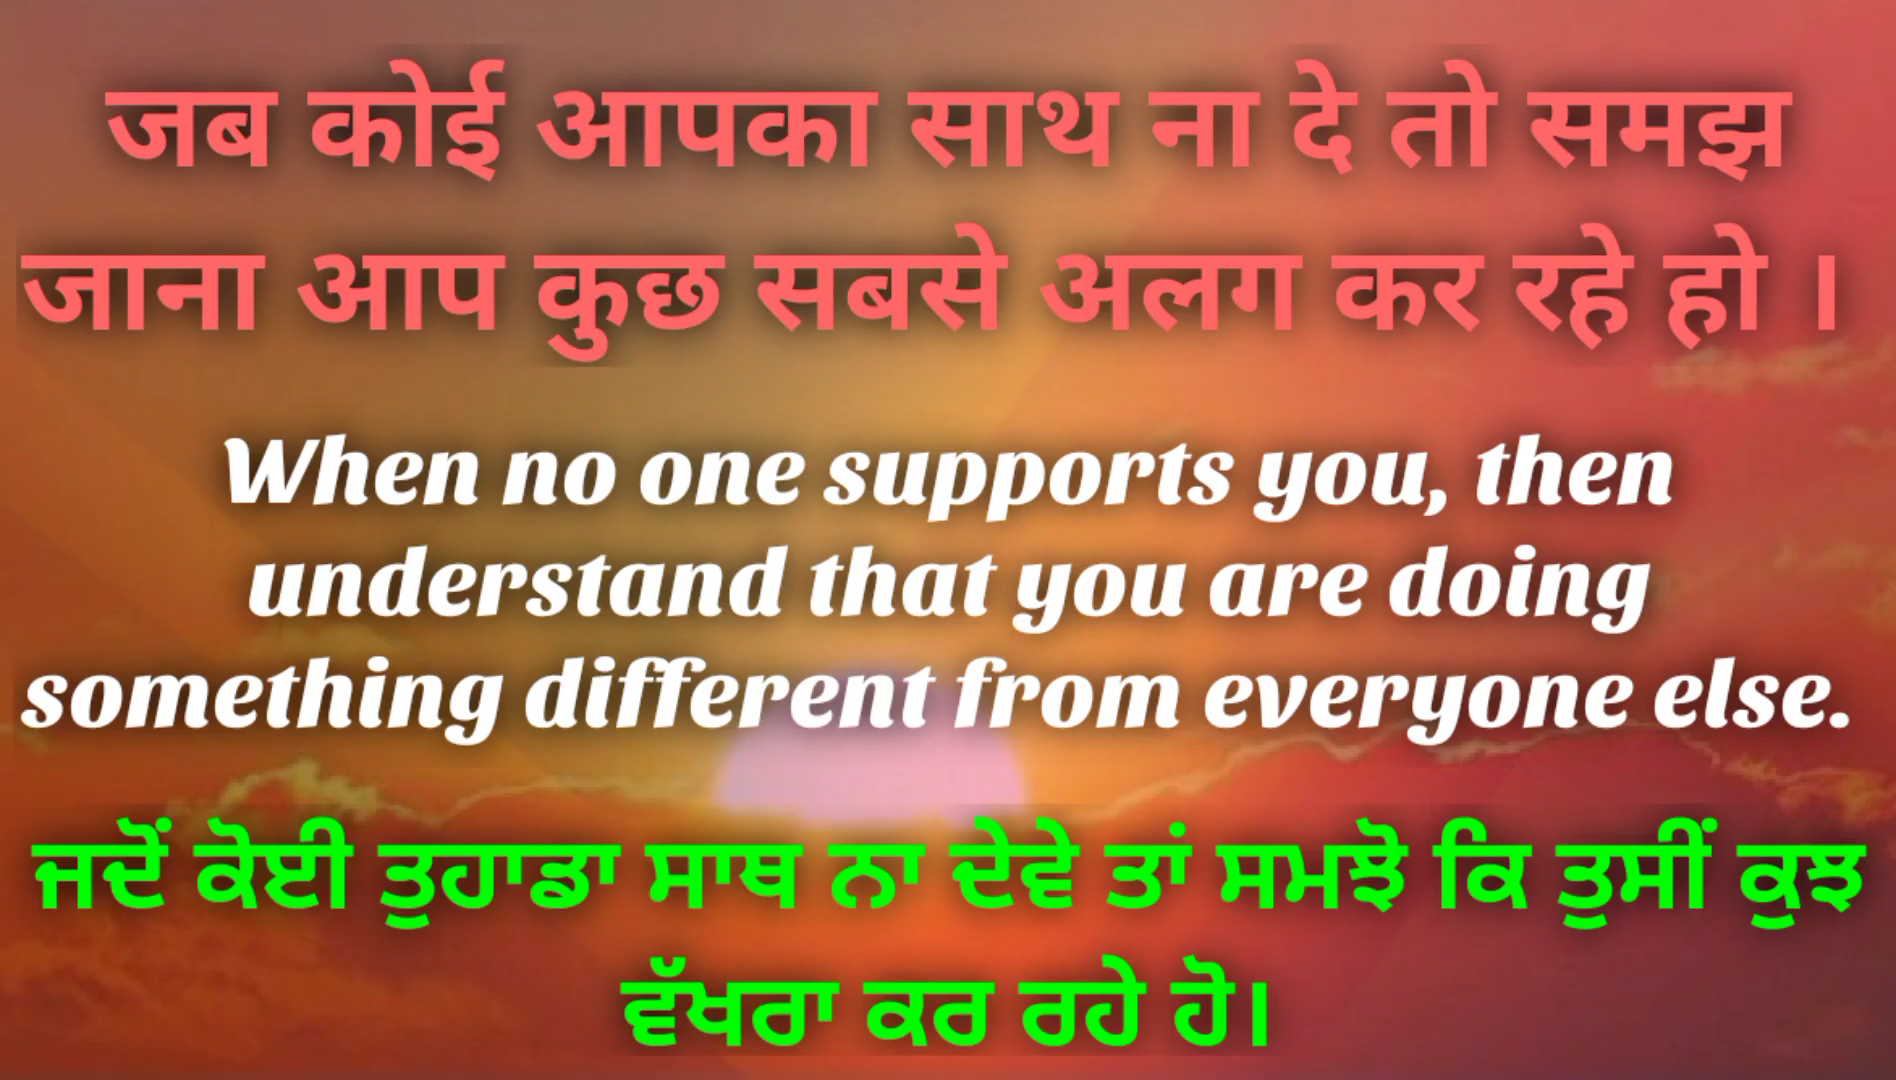 जब कोई आपका साथ ना दे तो समझ
जाना आप कुछ सबसे अलग कर रहे हो ।
When no one supports you, then
understand that you are doing
something different from everyone else.
ਜਦੋਂ ਕੋਈ ਤੁਹਾਡਾ ਸਾਥ ਨਾ ਦੇਵੇ ਤਾਂ ਸਮਝੋ ਕਿ ਤੁਸੀਂ ਕੁਝ
ਵੱਖਰਾ ਕਰ ਰਹੇ ਹੋ।